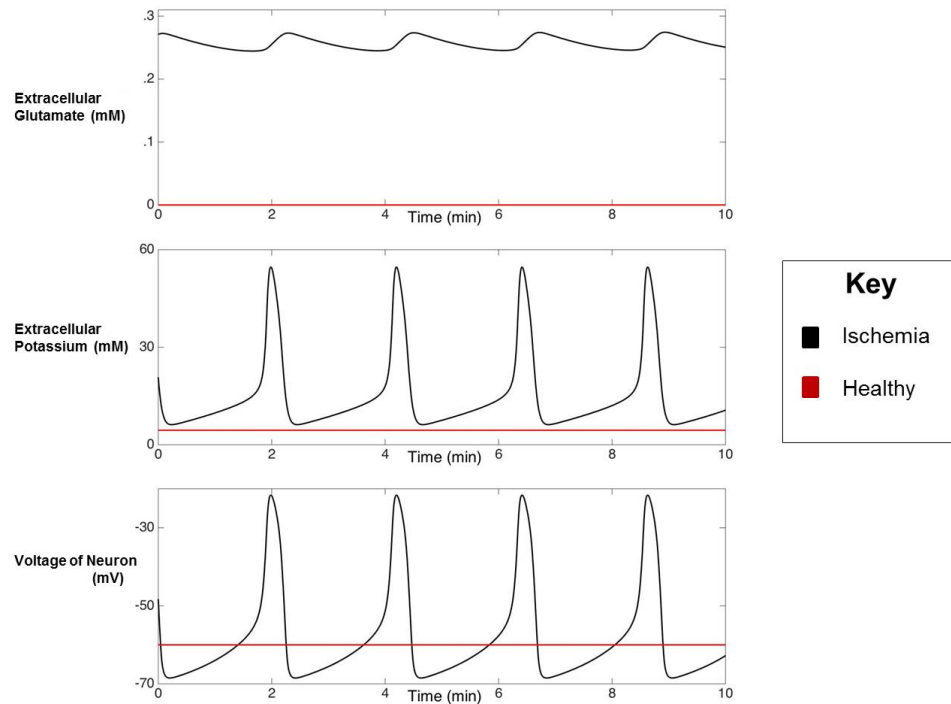 .3
.2
.1
0
Extracellular
Glutamate (mM)
0 2 4 6 8 10
Time (min)
60
30
0
Extracellular
Potassium (mM)
0 2 4 6 8 10
Time (min)
-30
-50
-70
Voltage of Neuron
(mV)
0 2 4 6 8 10
Time (min)
Key
Ischemia
Healthy